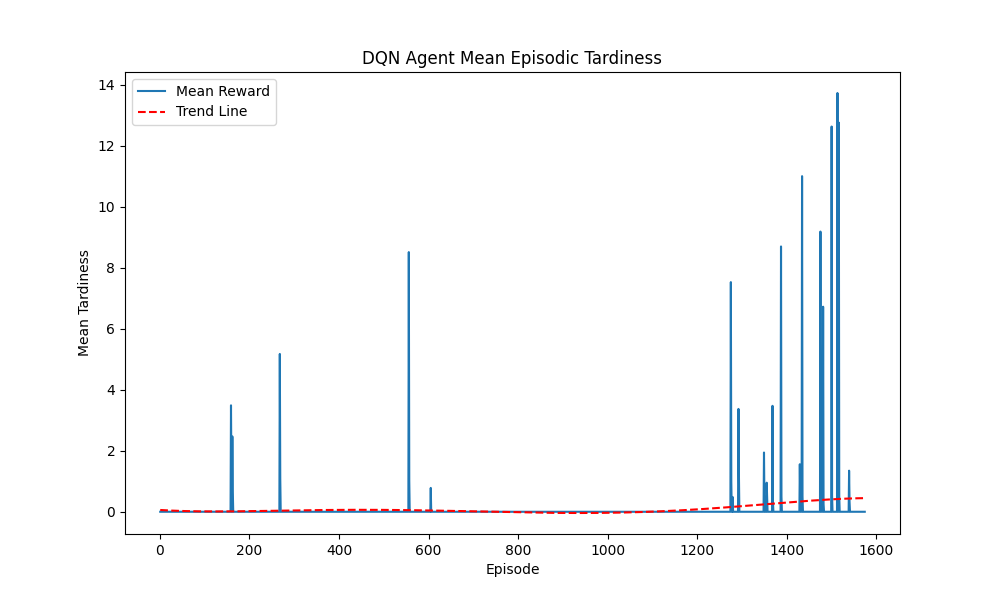 DQN Agent Mean Episodic Tardiness
Mean Reward
Trend Line
Mean Tardiness
14
12
10
8
6
4
2
0
0 200 400 600 800 1000 1200 1400 1600
Episode